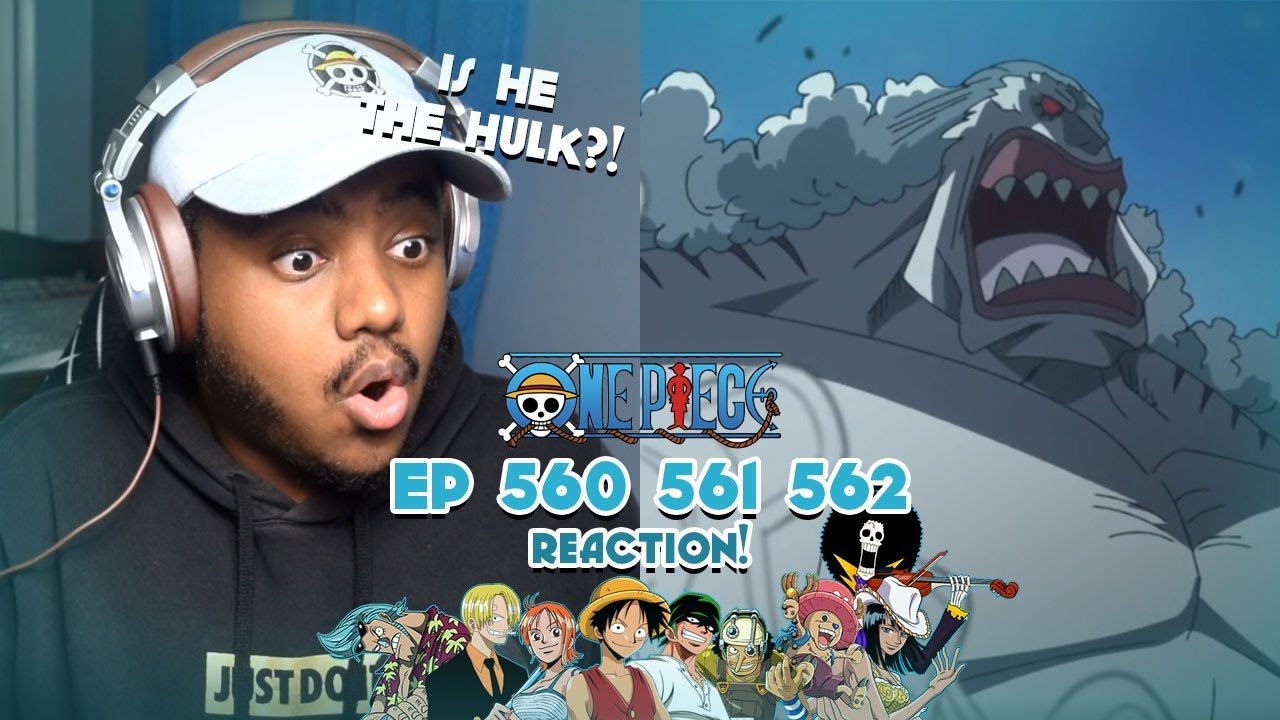 IS HE
THE HULK?!
ONE PIECE
EP 560 561 562
REACTION!
JUST DO